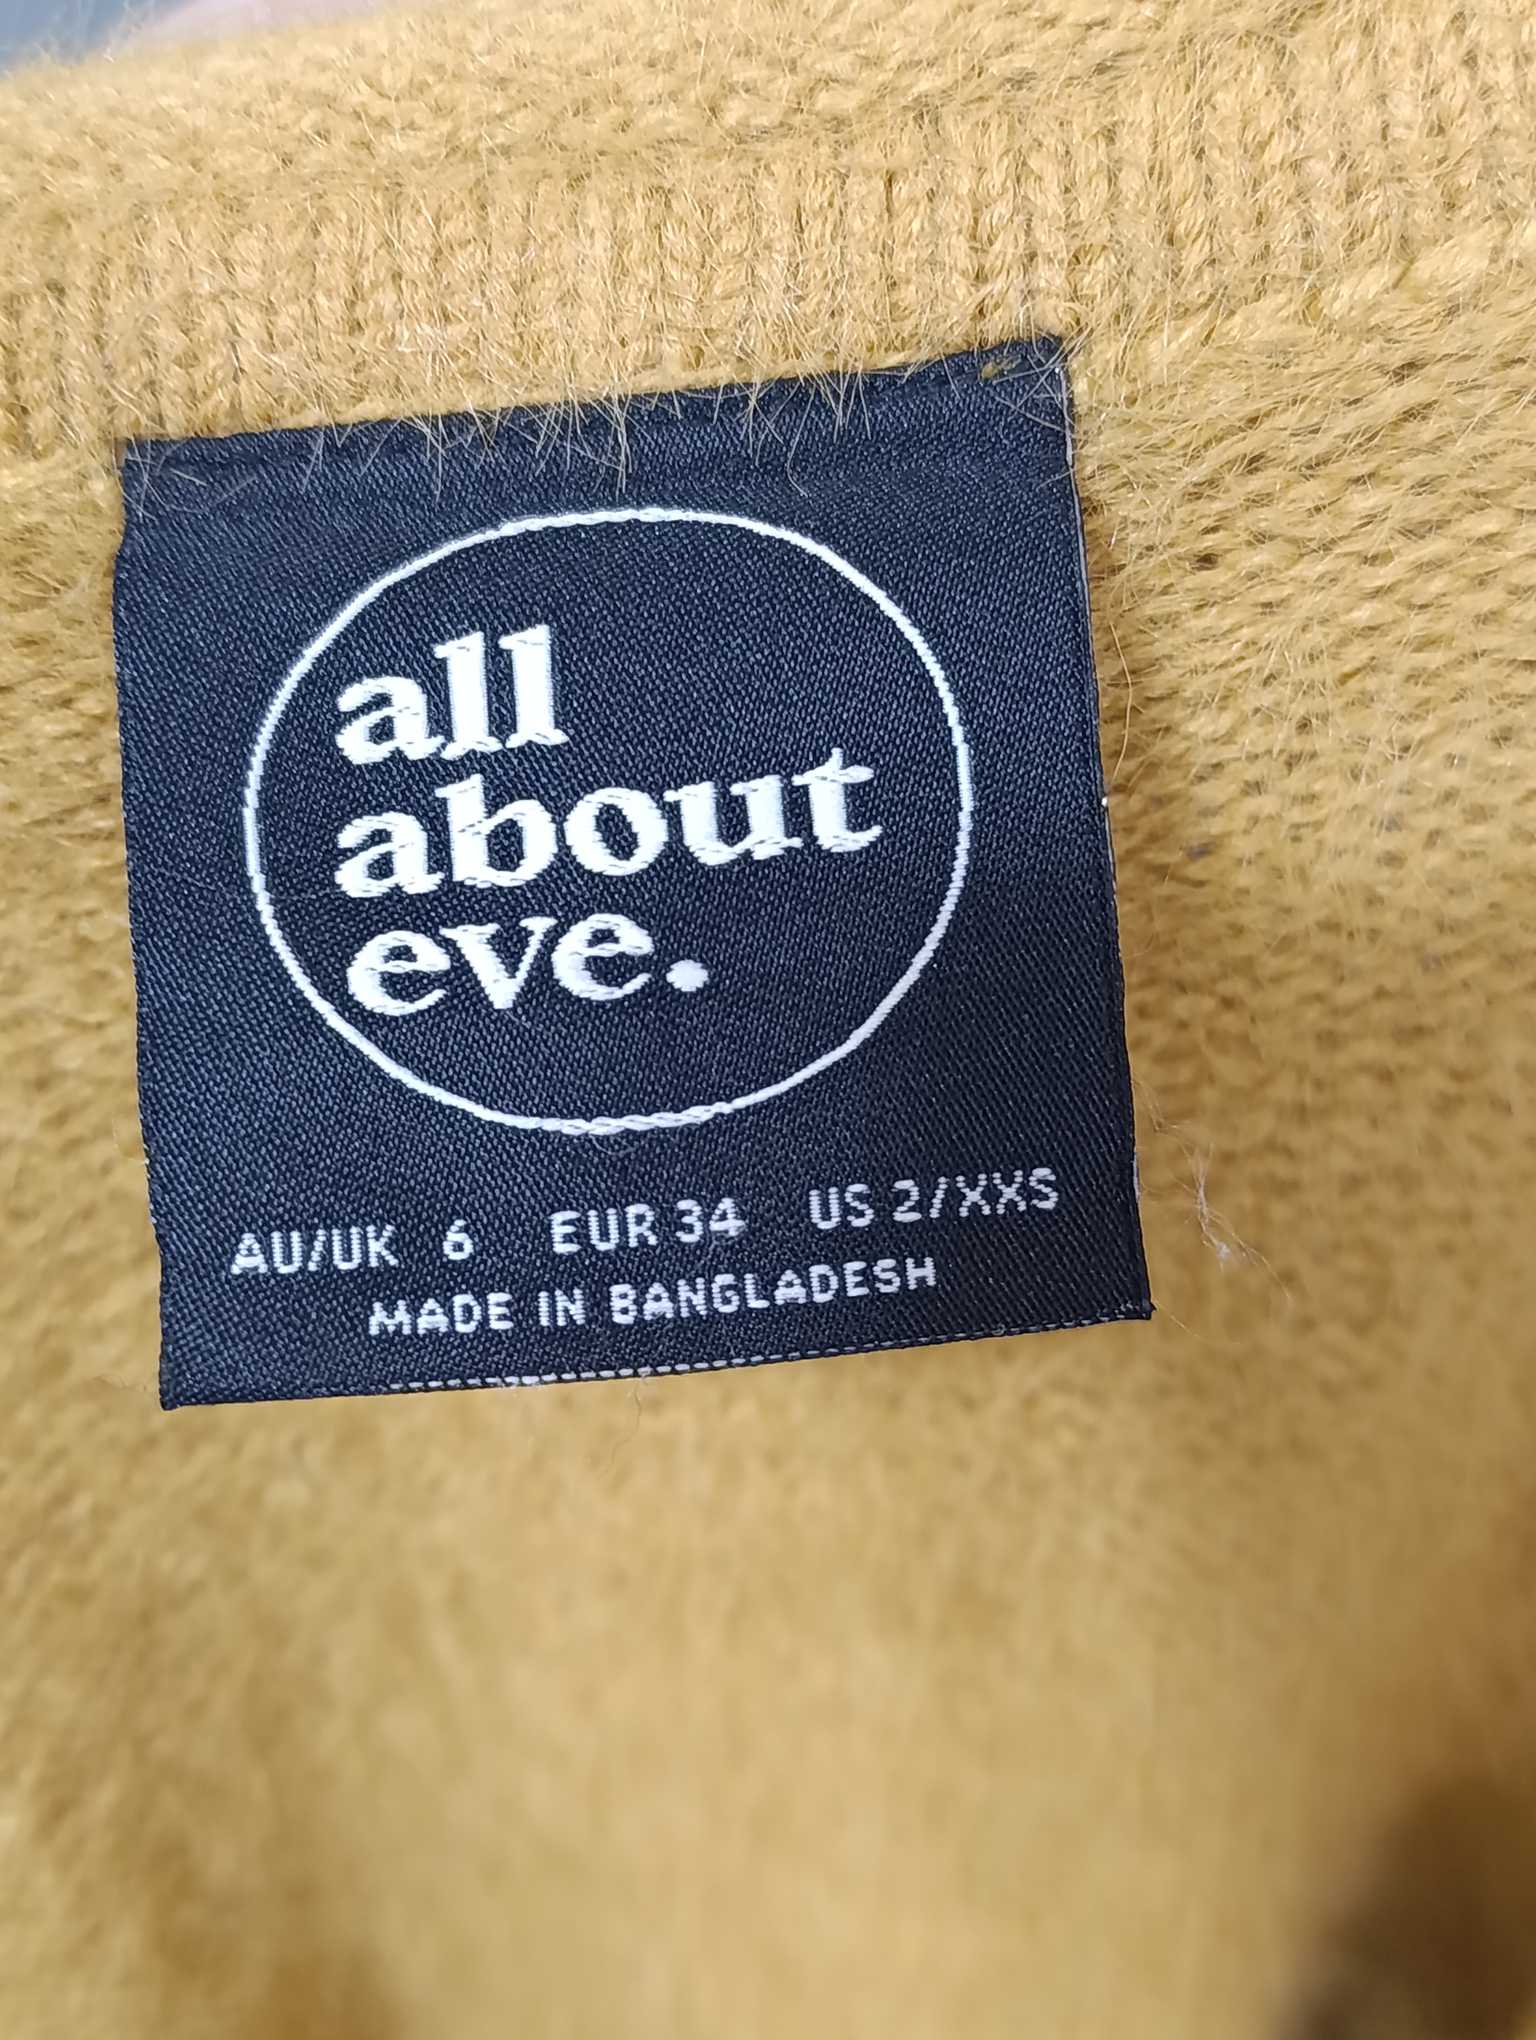 all
about
eve.
AU/UK 6 EUR 34 US 2/XXS
MADE IN BANGLADESH